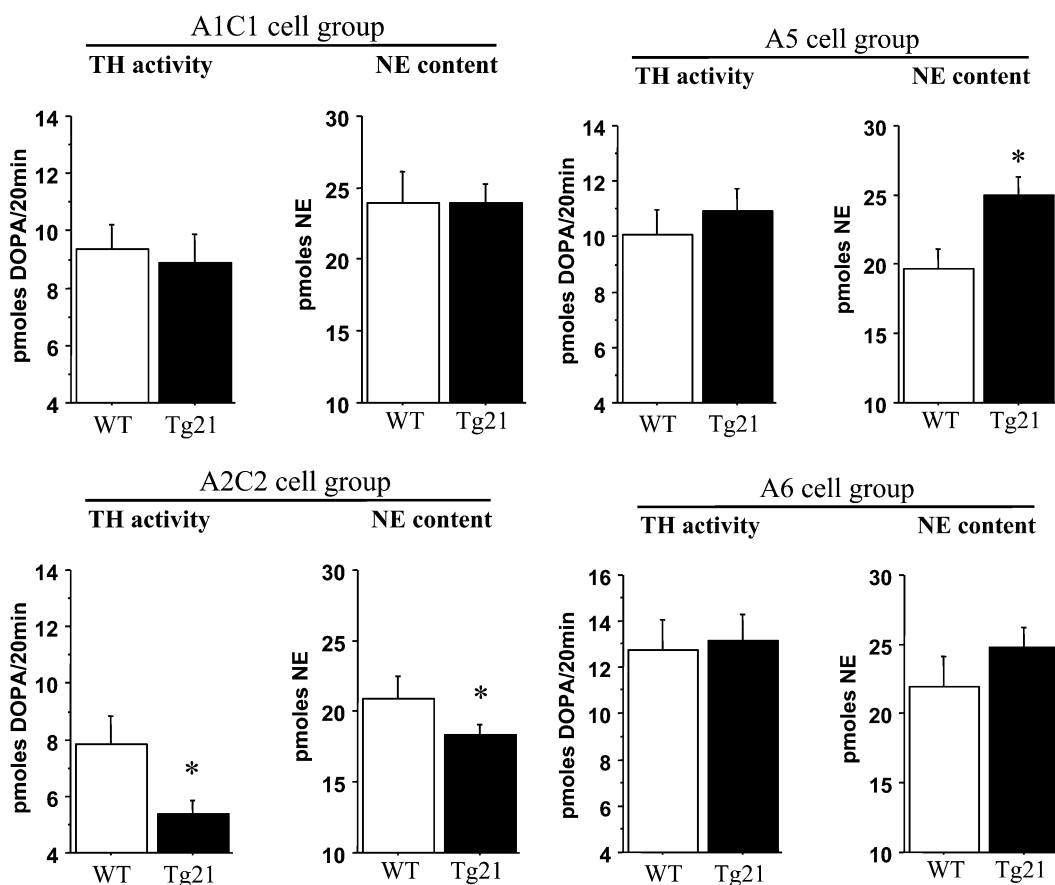 A1C1 cell group
TH activity
NE content
pmoles DOPA/20min
14
12
10
8
6
4
WT
Tg21
pmoles NE
30
25
20
15
10
WT
Tg21
A5 cell group
TH activity
NE content
pmoles DOPA/20min
14
12
10
8
6
4
WT
Tg21
pmoles NE
30
25
20
15
10
*
WT
Tg21
A2C2 cell group
TH activity
NE content
pmoles DOPA/20min
14
12
10
8
6
4
*
WT
Tg21
pmoles NE
30
25
20
15
10
*
WT
Tg21
A6 cell group
TH activity
NE content
pmoles DOPA/20min
16
14
13
12
10
8
6
4
WT
Tg21
pmoles NE
30
25
22
15
10
WT
Tg21